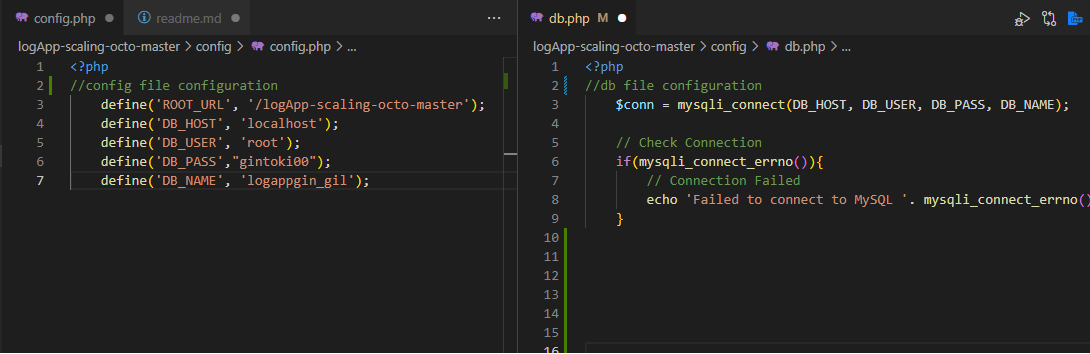 config.php
readme.md
...
logApp-scaling-octo-master > config > config.php > ...
1 <?php
2 //config file configuration
3 define('ROOT_URL', '/logApp-scaling-octo-master');
4 define('DB_HOST', 'localhost');
5 define('DB_USER', 'root');
6 define('DB_PASS',"gintoki00");
7 define('DB_NAME', 'logappgin_gil');
db.php M
logApp-scaling-octo-master > config > db.php > ...
1 <?php
2 //db file configuration
3 $conn = mysqli_connect(DB_HOST, DB_USER, DB_PASS, DB_NAME);
4
5 // Check Connection
6 if(mysqli_connect_errno()){
7 // Connection Failed
8 echo 'Failed to connect to MySQL '. mysqli_connect_errno()
9 }
10
11
12
13
14
15
16